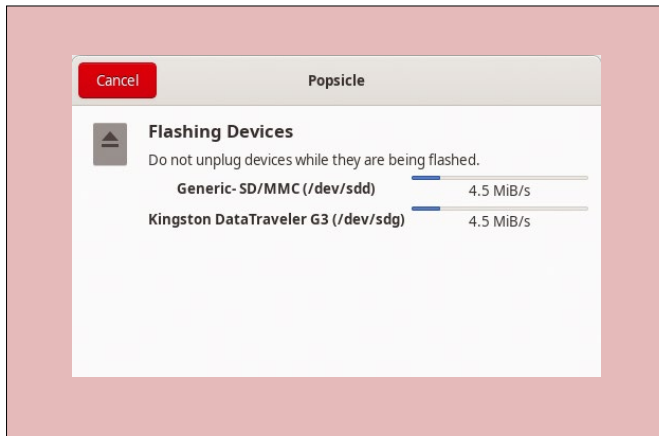 Cancel
Popsicle
Flashing Devices
Do not unplug devices while they are being flashed.
Generic- SD/MMC (/dev/sdd)
4.5 MiB/s
Kingston DataTraveler G3 (/dev/sdg)
4.5 MiB/s